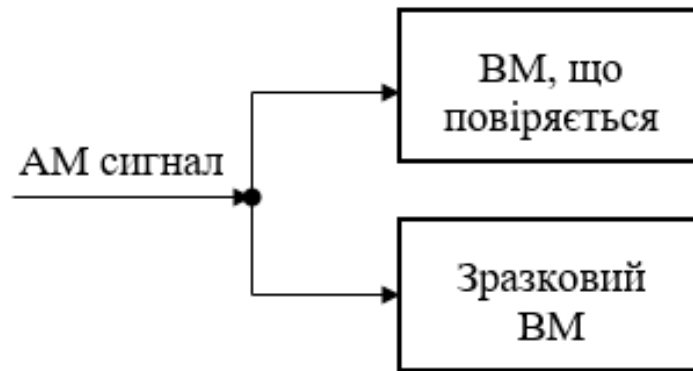 ВМ, що
повіряється
АМ сигнал
Зразковий
ВМ